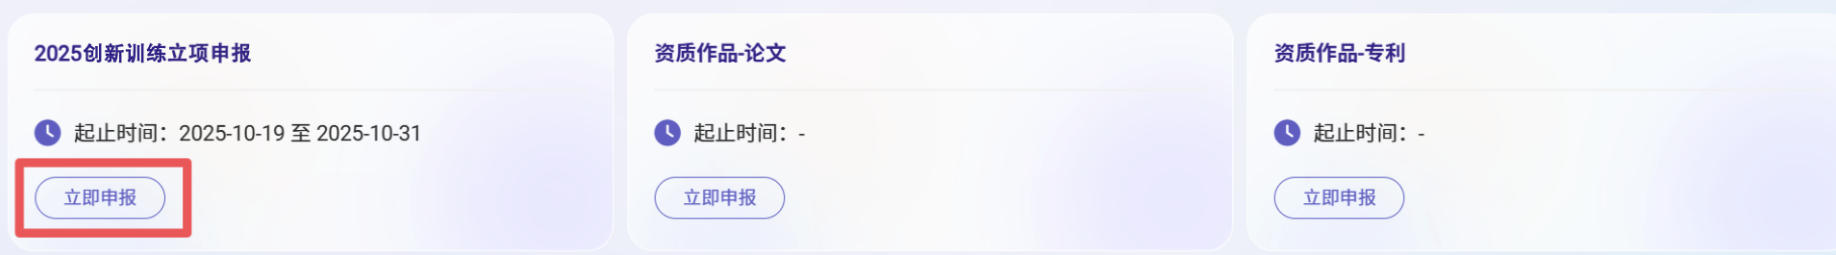 2025创新训练立项申报
起止时间：2025-10-19 至 2025-10-31
立即申报
资质作品-论文
起止时间：-
立即申报
资质作品-专利
起止时间：-
立即申报